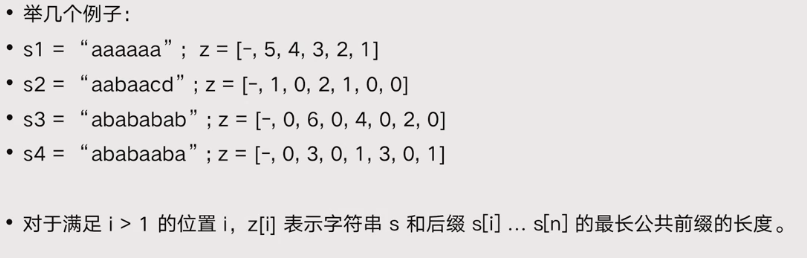 • 举几个例子：
• s1 = “aaaaaa”； z = [-, 5, 4, 3, 2, 1]
• s2 = “aabaacd”; z = [-, 1, 0, 2, 1, 0, 0]
• s3 = “abababab”; z = [-, 0, 6, 0, 4, 0, 2, 0]
• s4 = “ababaaba”; z = [-, 0, 3, 0, 1, 3, 0, 1]
• 对于满足 i > 1 的位置 i，z[i] 表示字符串 s 和后缀 s[i] … s[n] 的最长公共前缀的长度。